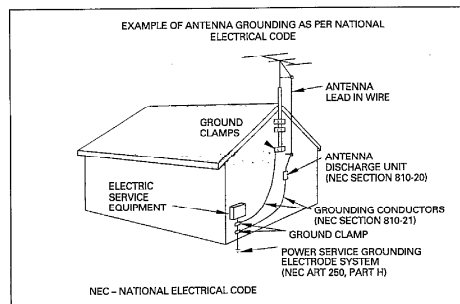 EXAMPLE OF ANTENNA GROUNDING AS PER NATIONAL
ELECTRICAL CODE
ANTENNA
LEAD IN WIRE
GROUND
CLAMPS
ANTENNA
DISCHARGE UNIT
(NEC SECTION 810-20)
ELECTRIC
SERVICE
EQUIPMENT
GROUNDING CONDUCTORS
(NEC SECTION 810-21)
GROUND CLAMP
POWER SERVICE GROUNDING
ELECTRODE SYSTEM
(NEC ART 250, PART H)
NEC – NATIONAL ELECTRICAL CODE